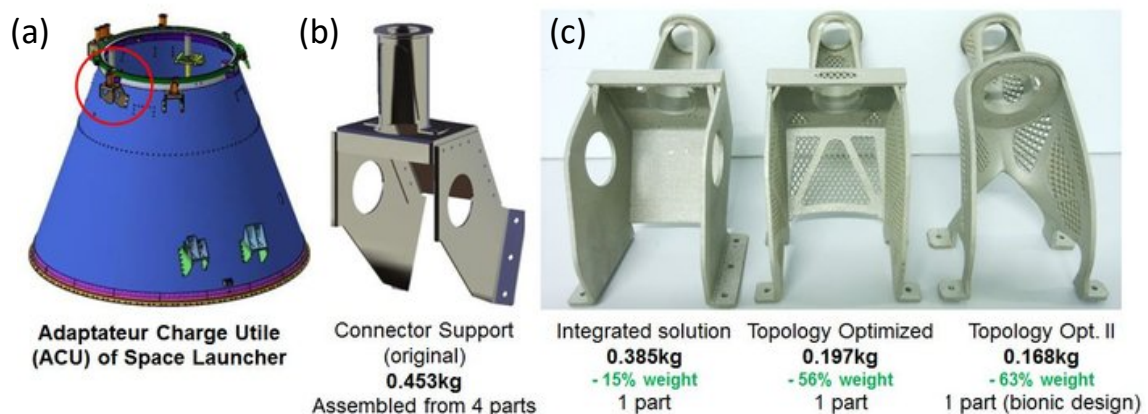 (a)
Adaptateur Charge Utile
(ACU) of Space Launcher
(b)
Connector Support
(original)
0.453kg
Assembled from 4 parts
(c)
Integrated solution
0.385kg
- 15% weight
1 part
Topology Optimized
0.197kg
- 56% weight
1 part
Topology Opt. II
0.168kg
- 63% weight
1 part (bionic design)